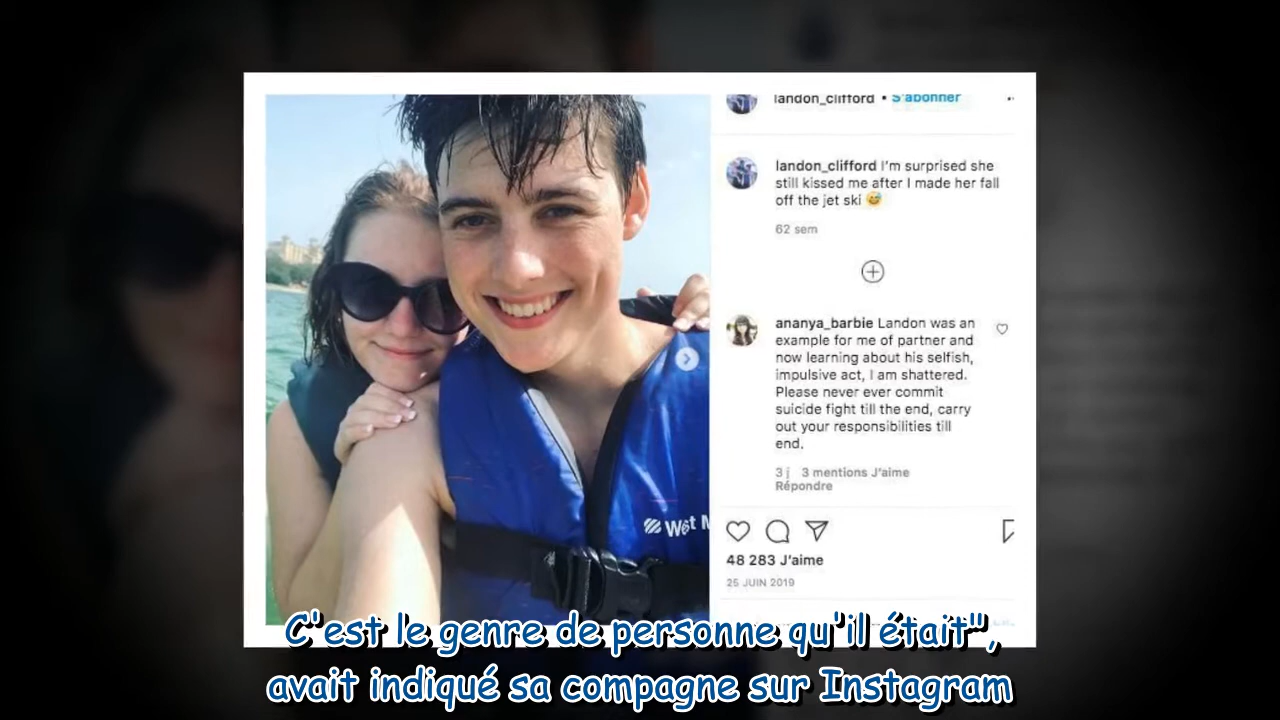 landon_clifford • S'abonner
landon_clifford I'm surprised she
still kissed me after I made her fall
off the jet ski 😅
62 sem
ananya_barbie Landon was an
example for me of partner and
now learning about his selfish,
impulsive act, I am shattered.
Please never ever commit
suicide fight till the end, carry
out your responsibilities till
end.
3 j 3 mentions J'aime
Répondre
West
48 283 J'aime
25 JUIN 2019
C'est le genre de personne qu'il était",
avait indiqué sa compagne sur Instagram